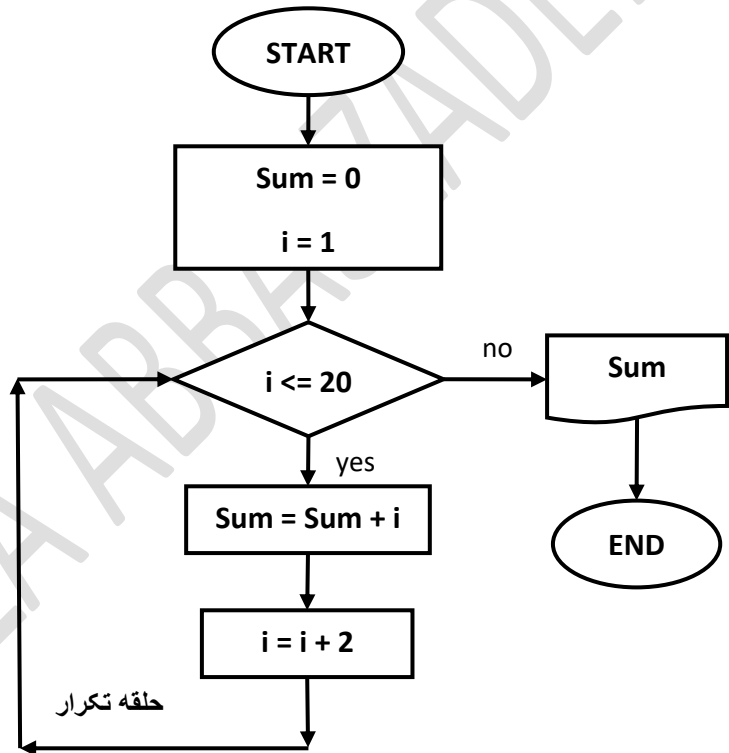 START
Sum = 0
i = 1
i <= 20
no
Sum
yes
Sum = Sum + i
END
i = i + 2
حلقه تکرار